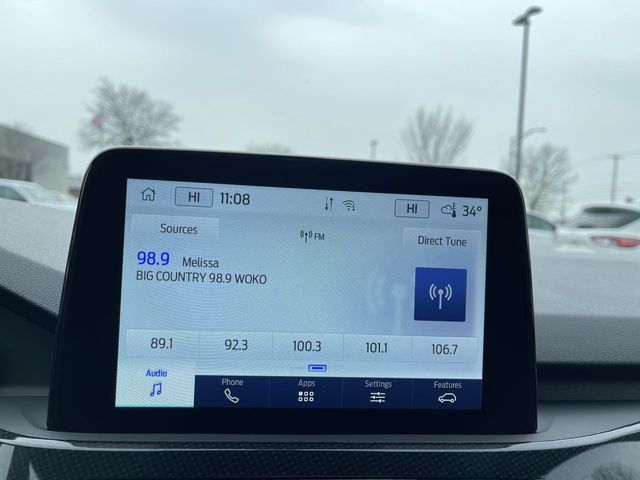 HI 11:08 HI 34°
Sources
FM
Direct Tune
98.9 Melissa
BIG COUNTRY 98.9 WOKO
89.1 92.3 100.3 101.1 106.7
Audio Phone Apps Settings Features